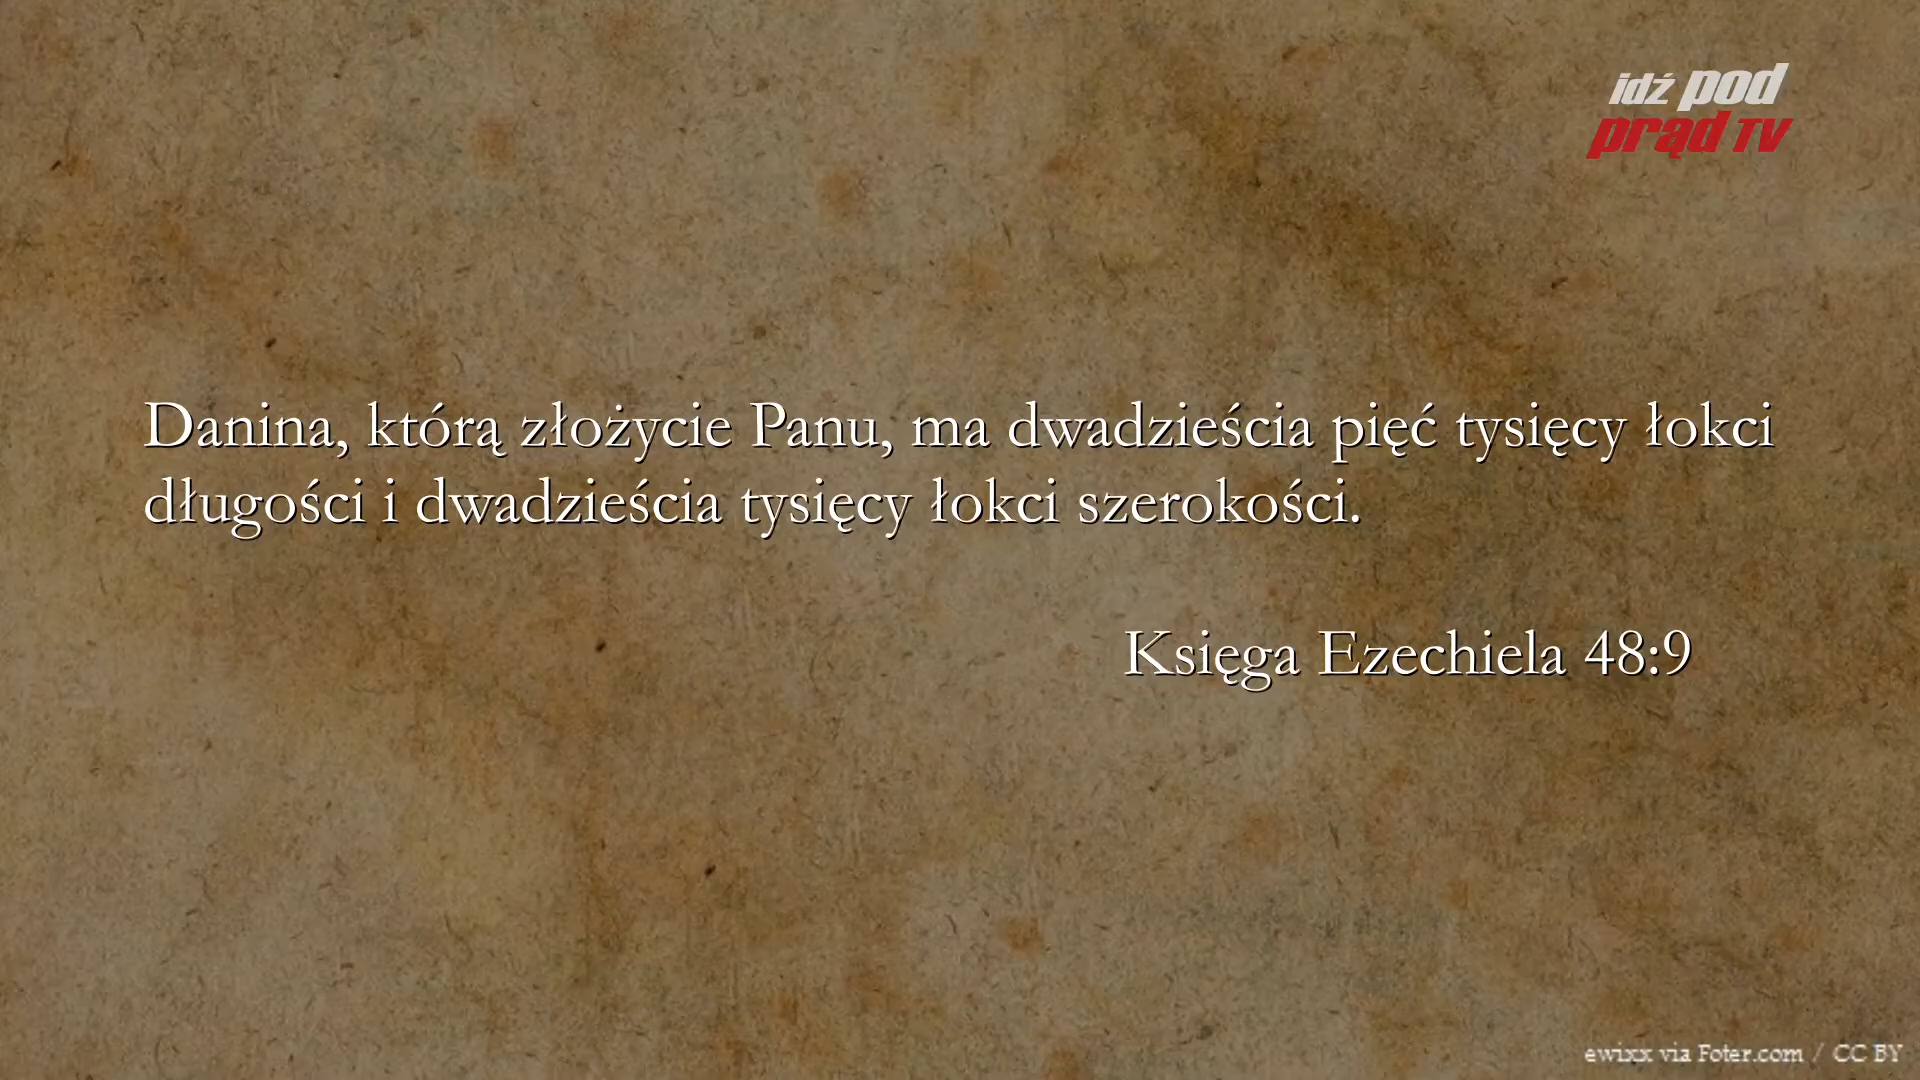 idź pod
prąd TV
Danina, którą złożycie Panu, ma dwadzieścia pięć tysięcy łokci
długości i dwadzieścia tysięcy łokci szerokości.
Księga Ezechiela 48:9
ewixx via Foter.com / CC BY